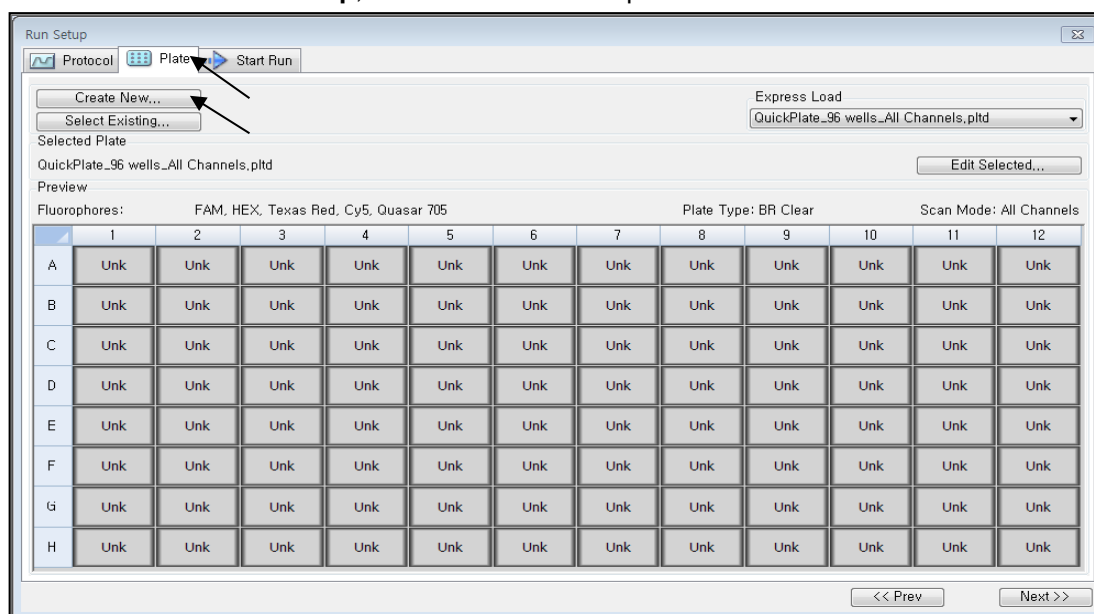 Run Setup
Protocol Plate Start Run
Create New...
Express Load
Select Existing...
QuickPlate_96 wells_All Channels.pltd
Selected Plate
QuickPlate_96 wells_All Channels.pltd
Edit Selected...
Preview
Fluorophores: FAM, HEX, Texas Red, Cy5, Quasar 705 Plate Type: BR Clear Scan Mode: All Channels
1 2 3 4 5 6 7 8 9 10 11 12
A Unk Unk Unk Unk Unk Unk Unk Unk Unk Unk Unk Unk
B Unk Unk Unk Unk Unk Unk Unk Unk Unk Unk Unk Unk
C Unk Unk Unk Unk Unk Unk Unk Unk Unk Unk Unk Unk
D Unk Unk Unk Unk Unk Unk Unk Unk Unk Unk Unk Unk
E Unk Unk Unk Unk Unk Unk Unk Unk Unk Unk Unk Unk
F Unk Unk Unk Unk Unk Unk Unk Unk Unk Unk Unk Unk
G Unk Unk Unk Unk Unk Unk Unk Unk Unk Unk Unk Unk
H Unk Unk Unk Unk Unk Unk Unk Unk Unk Unk Unk Unk
<< Prev Next >>